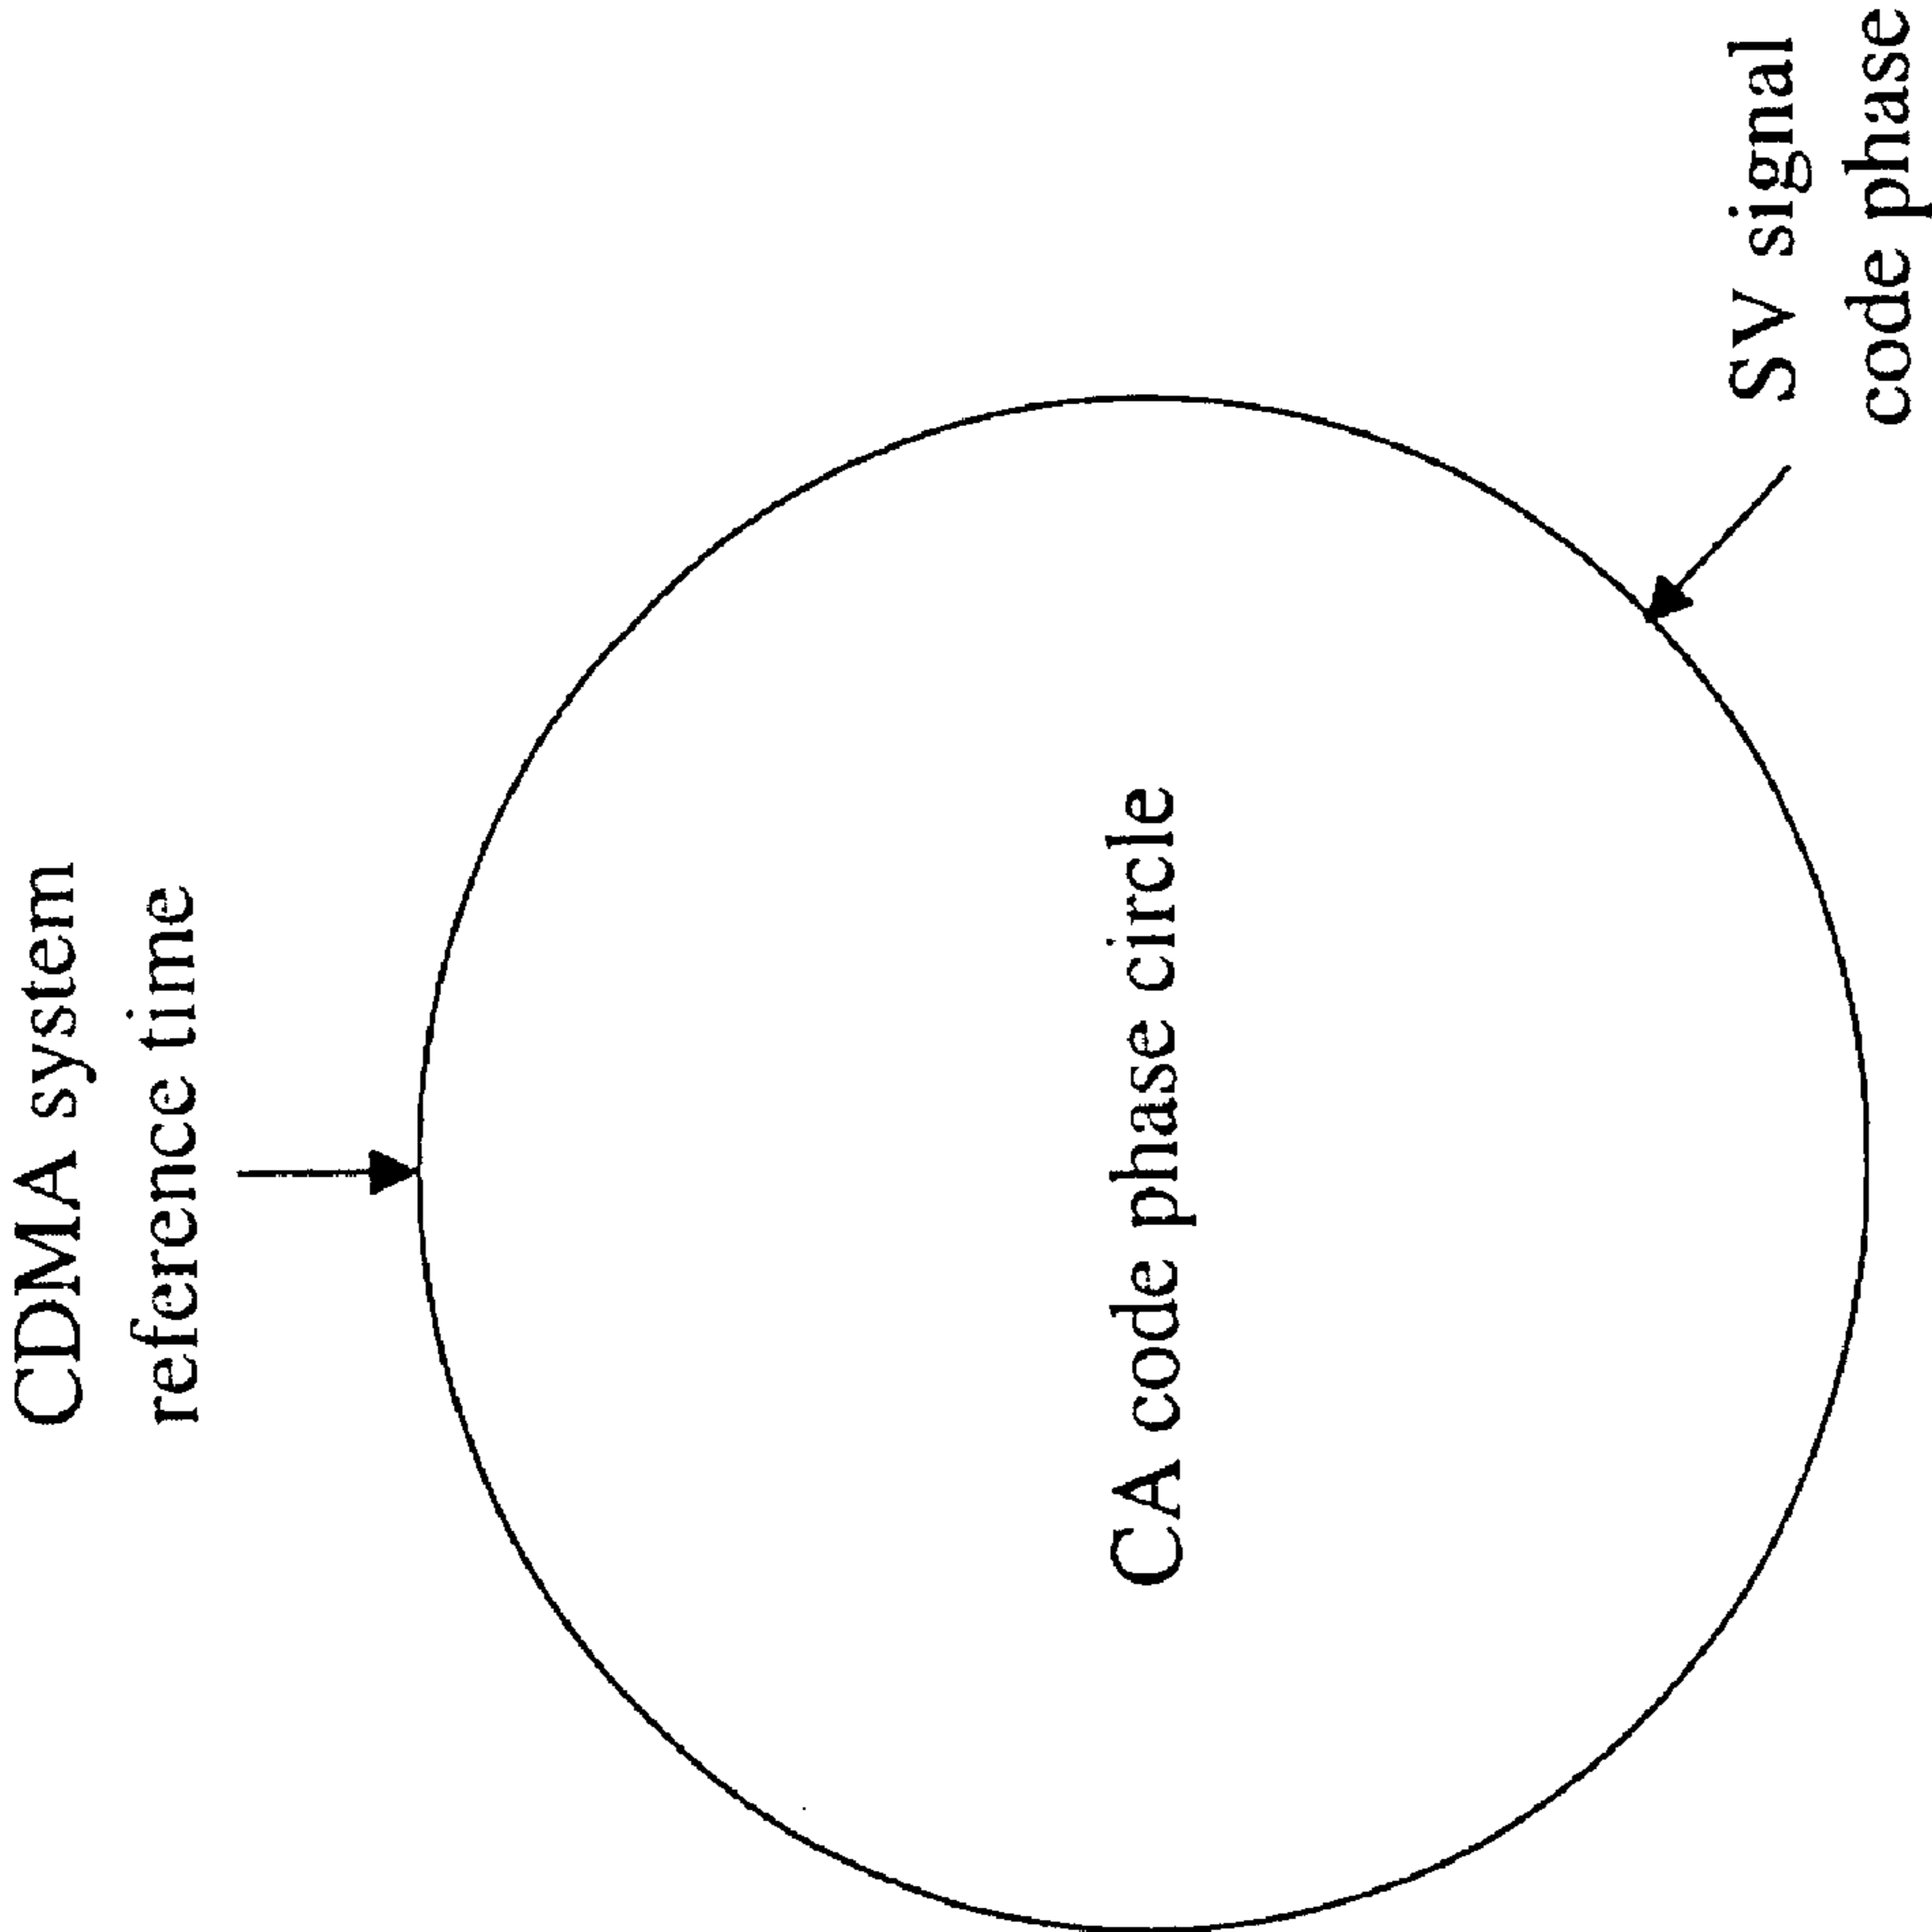 CDMA system
reference time
CA code phase circle
SV signal
code phase